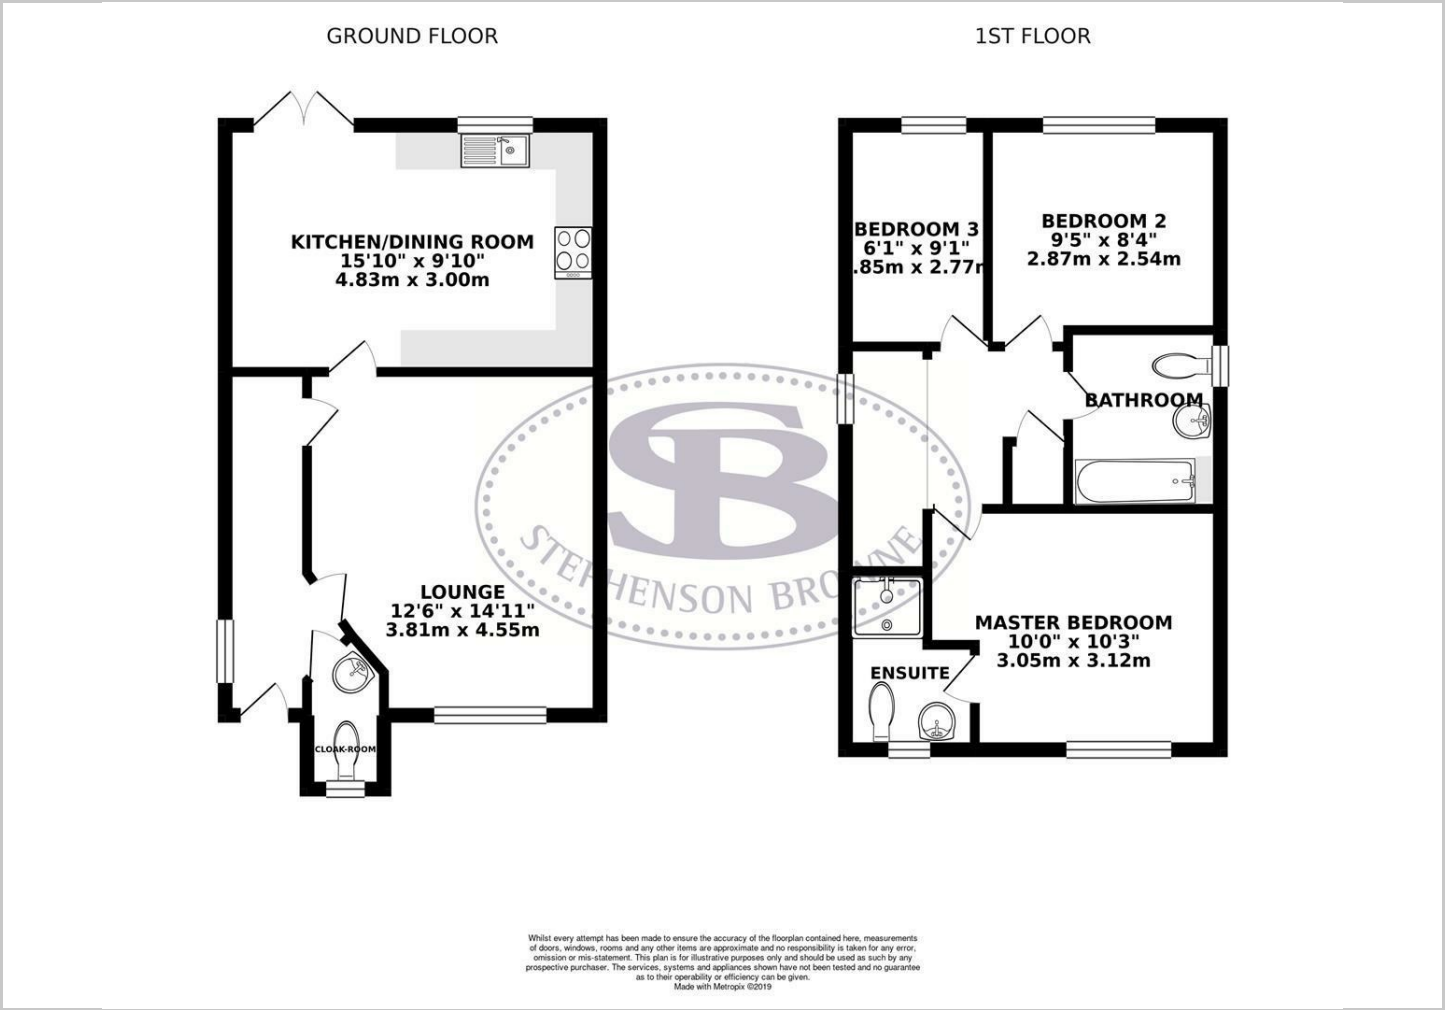 GROUND FLOOR
1ST FLOOR
KITCHEN/DINING ROOM
15'10" x 9'10"
4.83m x 3.00m
LOUNGE
12'6" x 14'11"
3.81m x 4.55m
CLOAK-ROOM
BEDROOM 3
6'1" x 9'1"
.85m x 2.77m
BEDROOM 2
9'5" x 8'4"
2.87m x 2.54m
BATHROOM
MASTER BEDROOM
10'0" x 10'3"
3.05m x 3.12m
ENSUITE
SB
STEPHENSON BROWNE
Whilst every attempt has been made to ensure the accuracy of the floorplan contained here, measurements
of doors, windows, rooms and any other items are approximate and no responsibility is taken for any error,
omission or mis-statement. This plan is for illustrative purposes only and should be used as such by any
prospective purchaser. The services, systems and appliances shown have not been tested and no guarantee
as to their operability or efficiency can be given.
Made with Metropix ©2019